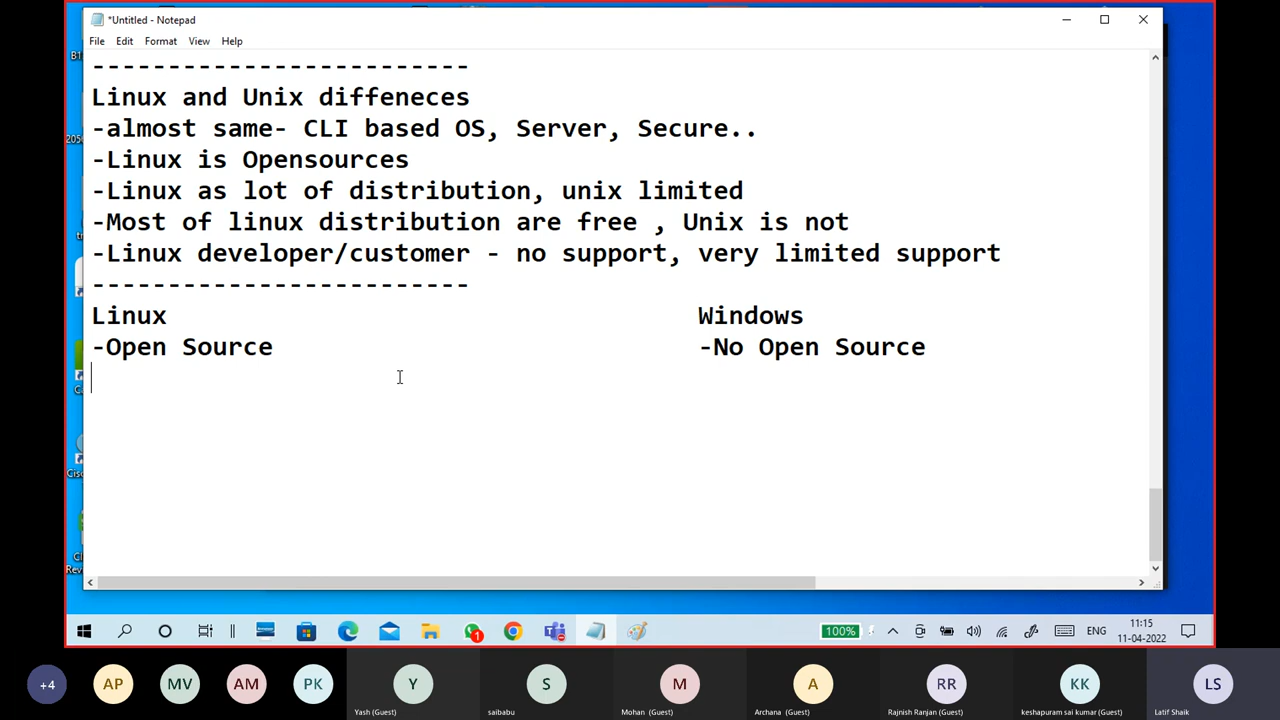 *Untitled - Notepad
File Edit Format View Help
-------------------------
Linux and Unix diffeneces
-almost same- CLI based OS, Server, Secure..
-Linux is Opensources
-Linux as lot of distribution, unix limited
-Most of linux distribution are free , Unix is not
-Linux developer/customer - no support, very limited support
-------------------------
Linux Windows
-Open Source -No Open Source
1
100%
ENG
11:15
11-04-2022
+4 AP MV AM PK Y S M A RR KK LS
Yash (Guest) saibabu Mohan (Guest) Archana (Guest) Rajnish Ranjan (Guest) keshapuram sai kumar (Guest) Latif Shaik